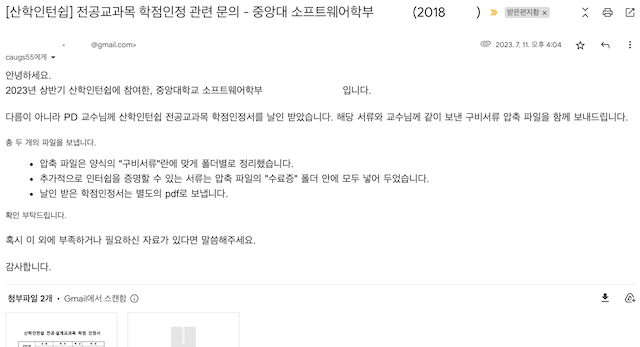 [산학인턴쉽] 전공교과목 학점인정 관련 문의 - 중앙대 소프트웨어학부 (2018 ) 받은편지함 ×
@gmail.com> 2023. 7. 11. 오후 4:04
caugs55에게
안녕하세요.
2023년 상반기 산학인턴쉽에 참여한, 중앙대학교 소프트웨어학부 입니다.
다름이 아니라 PD 교수님께 산학인턴쉽 전공교과목 학점인정서를 날인 받았습니다. 해당 서류와 교수님께 같이 보낸 구비서류 압축 파일을 함께 보내드립니다.
총 두 개의 파일을 보냅니다.
• 압축 파일은 양식의 "구비서류"란에 맞게 폴더별로 정리했습니다.
• 추가적으로 인터쉽을 증명할 수 있는 서류는 압축 파일의 "수료증" 폴더 안에 모두 넣어 두었습니다.
• 날인 받은 학점인정서는 별도의 pdf로 보냅니다.
확인 부탁드립니다.
혹시 이 외에 부족하거나 필요하신 자료가 있다면 말씀해주세요.
감사합니다.
첨부파일 2개 • Gmail에서 스캔함
산학인턴쉽 전공·설계교과목 학점 인정서